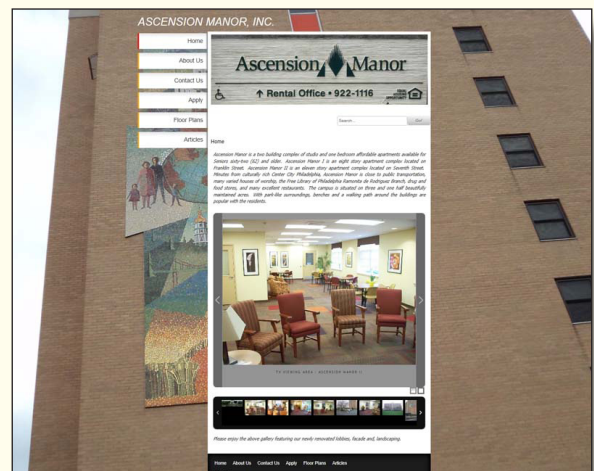 ASCENSION MANOR, INC.
Home
About Us
Contact Us
Apply
Floor Plans
Articles
Ascension Manor
↑ Rental Office • 922-1116
Search...
Go!
Home
Ascension Manor is a two building complex of studio and one bedroom affordable apartments available for
Seniors sixty-two (62) and older. Ascension Manor I is an eight story apartment complex located on
Franklin Street. Ascension Manor II is an eleven story apartment complex located on Seventh Street.
Minutes from culturally rich Center City Philadelphia, Ascension Manor is close to public transportation,
many varied houses of worship, the Free Library of Philadelphia Ramonita de Rodriguez Branch, drug and
food stores, and many excellent restaurants. The campus is situated on three and one half beautifully
maintained acres. With park-like surroundings, benches and a walking path around the buildings are
popular with the residents.
Please enjoy the above gallery featuring our newly renovated lobbies, facade and, landscaping.
Home About Us Contact Us Apply Floor Plans Articles